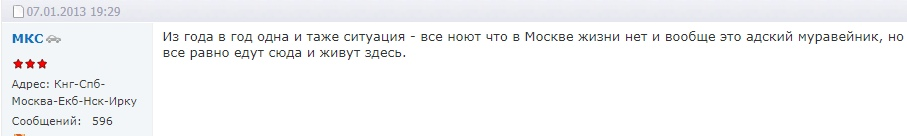 07.01.2013 19:29
МКС
Адрес: Кнг-Спб-
Москва-Екб-Нск-Ирку
Сообщений: 596
Из года в год одна и таже ситуация - все ноют что в Москве жизни нет и вообще это адский муравейник, но
все равно едут сюда и живут здесь.